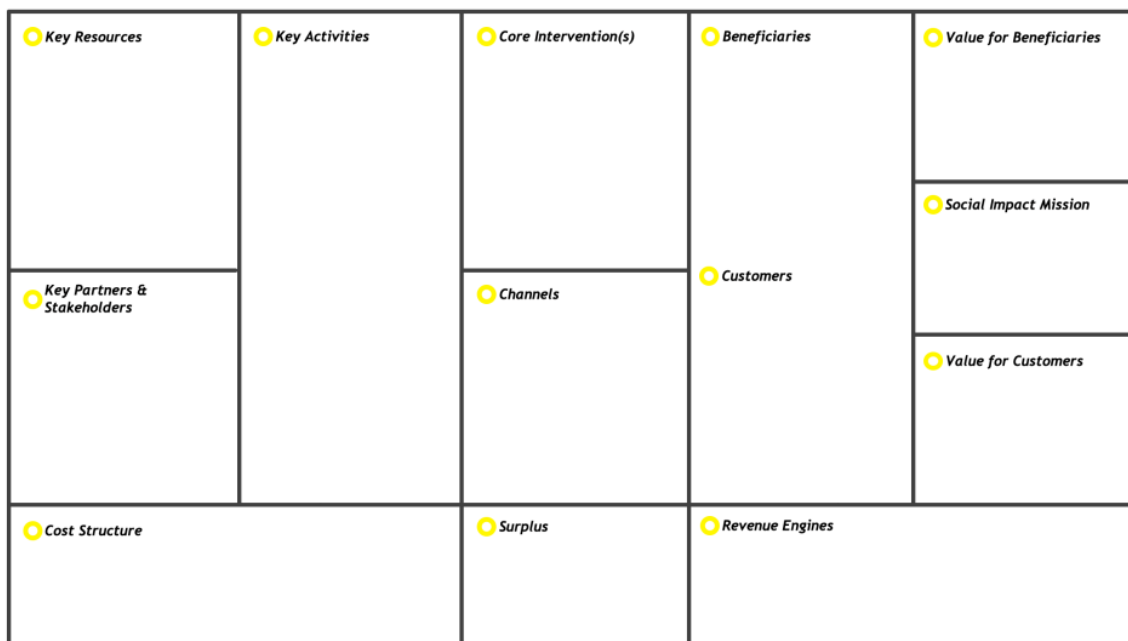 Key Resources
Key Activities
Core Intervention(s)
Beneficiaries
Value for Beneficiaries
Social Impact Mission
Customers
Key Partners &
Stakeholders
Channels
Value for Customers
Cost Structure
Surplus
Revenue Engines